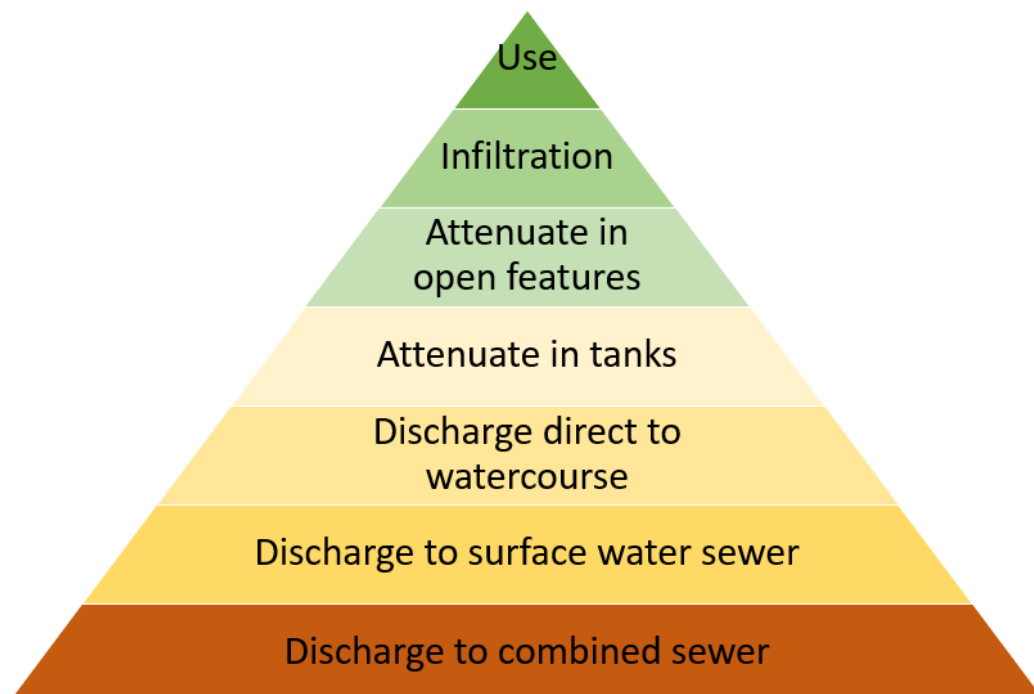 Use
Infiltration
Attenuate in
open features
Attenuate in tanks
Discharge direct to
watercourse
Discharge to surface water sewer
Discharge to combined sewer